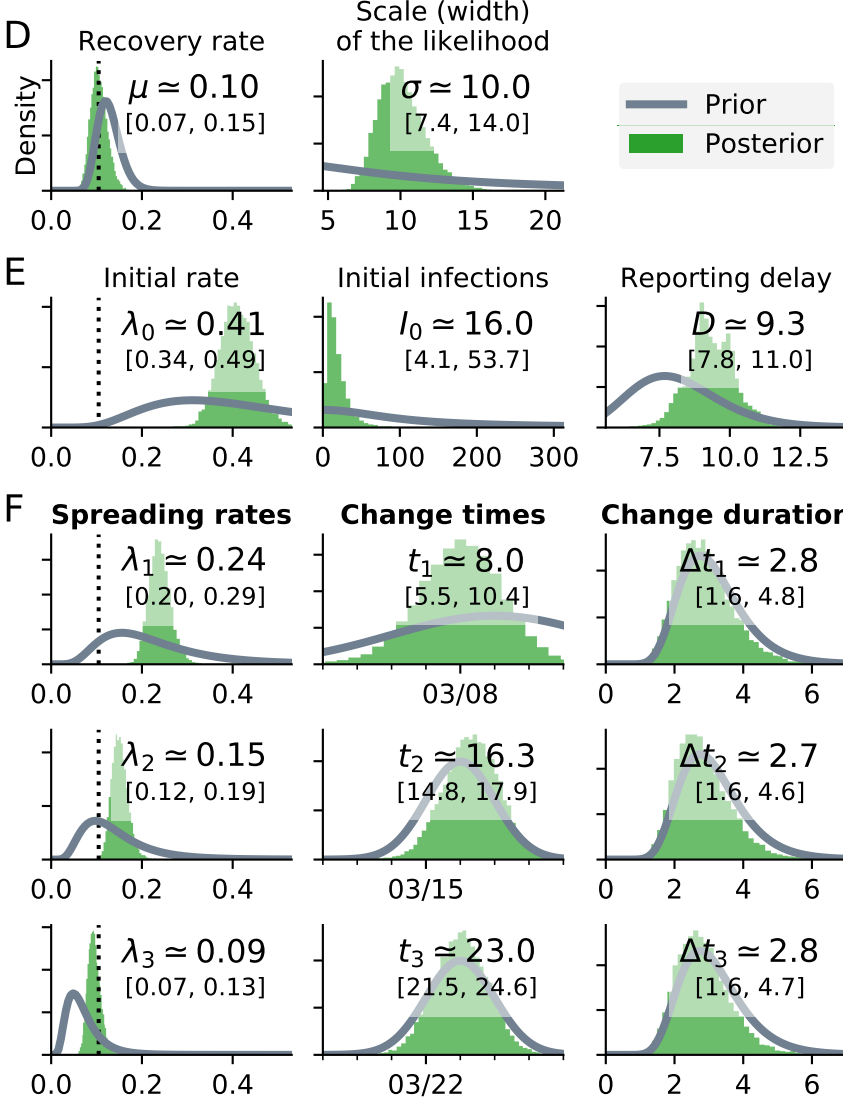 D
Recovery rate
Scale (width)
of the likelihood
Density
μ ≃ 0.10
[0.07, 0.15]
σ ≃ 10.0
[7.4, 14.0]
Prior
Posterior
0.0 0.2 0.4
5 10 15 20
E
Initial rate
Initial infections
Reporting delay
λ0 ≃ 0.41
[0.34, 0.49]
I0 ≃ 16.0
[4.1, 53.7]
D ≃ 9.3
[7.8, 11.0]
0.0 0.2 0.4
0 100 200 300
7.5 10.0 12.5
F
Spreading rates
Change times
Change duration
λ1 ≃ 0.24
[0.20, 0.29]
t1 ≃ 8.0
[5.5, 10.4]
Δt1 ≃ 2.8
[1.6, 4.8]
0.0 0.2 0.4
03/08
0 2 4 6
λ2 ≃ 0.15
[0.12, 0.19]
t2 ≃ 16.3
[14.8, 17.9]
Δt2 ≃ 2.7
[1.6, 4.6]
0.0 0.2 0.4
03/15
0 2 4 6
λ3 ≃ 0.09
[0.07, 0.13]
t3 ≃ 23.0
[21.5, 24.6]
Δt3 ≃ 2.8
[1.6, 4.7]
0.0 0.2 0.4
03/22
0 2 4 6